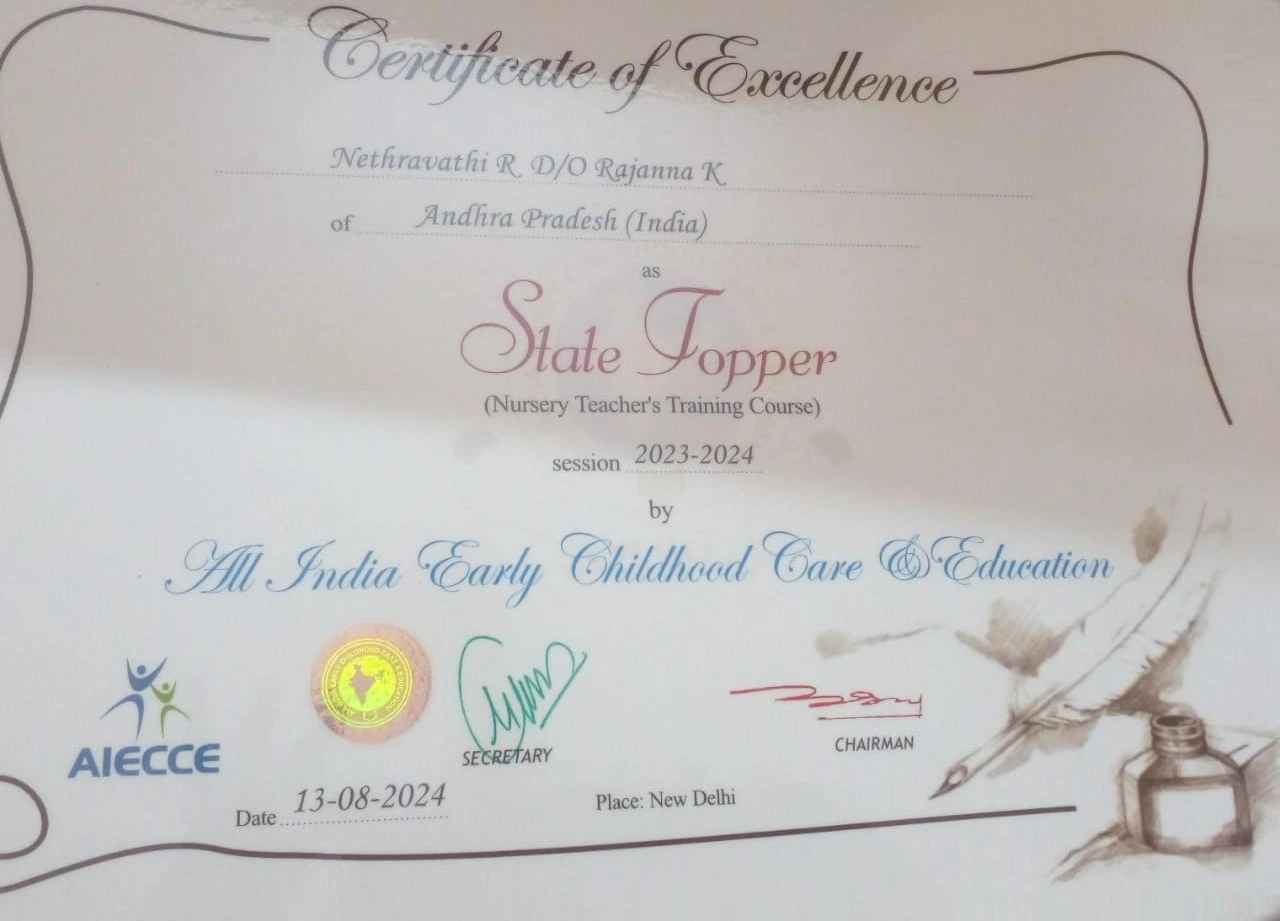 Certificate of Excellence
Nethravathi R D/O Rajanna K
of Andhra Pradesh (India)
as
State Topper
(Nursery Teacher's Training Course)
session 2023-2024
by
All India Early Childhood Care & Education
AIECCE
SECRETARY
CHAIRMAN
Date 13-08-2024
Place: New Delhi